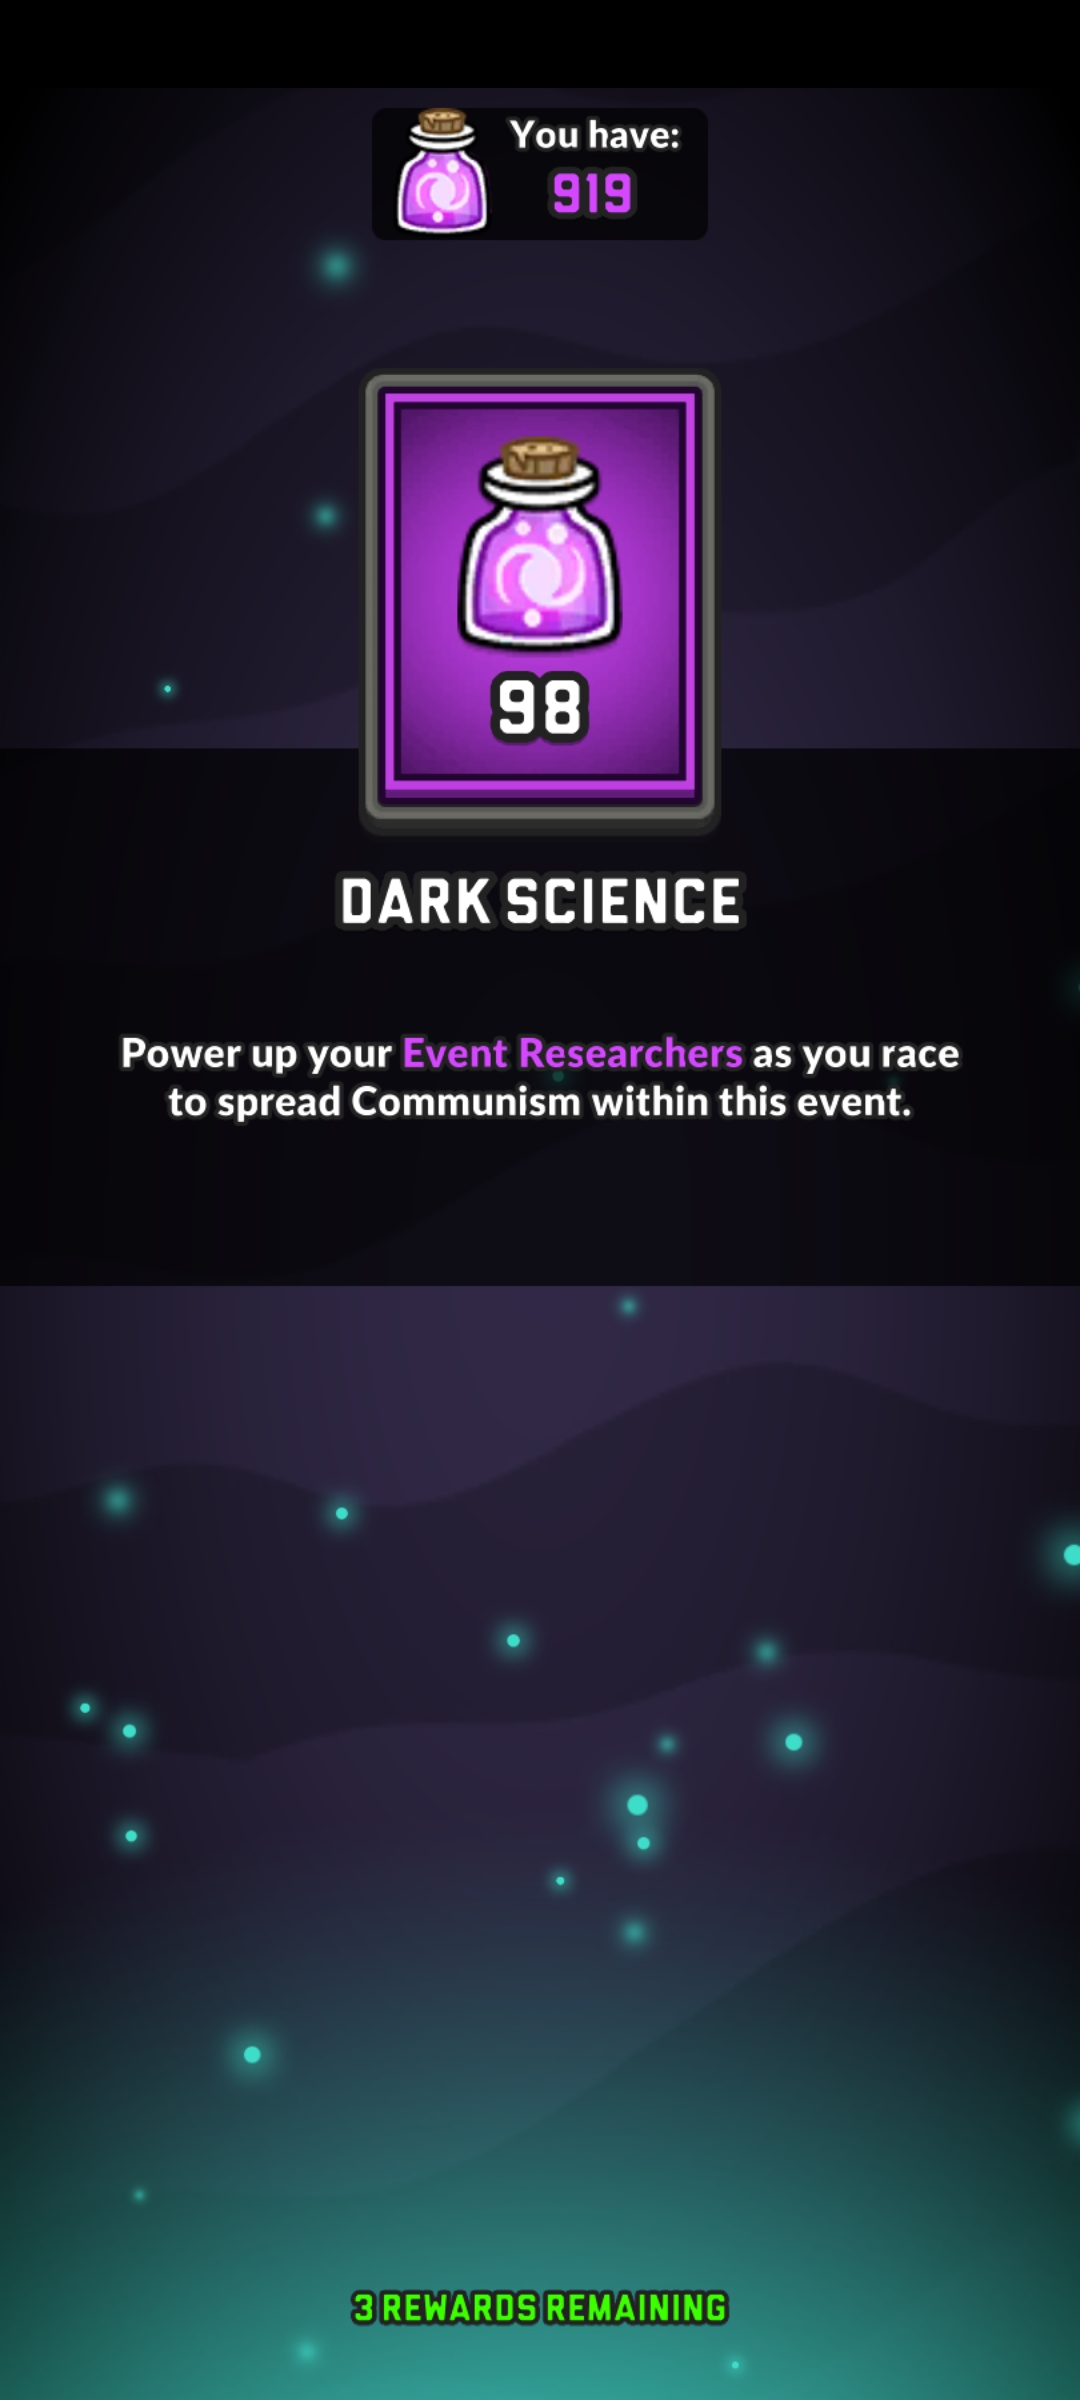 You have:
919
98
DARK SCIENCE
Power up your Event Researchers as you race
to spread Communism within this event.
3 REWARDS REMAINING